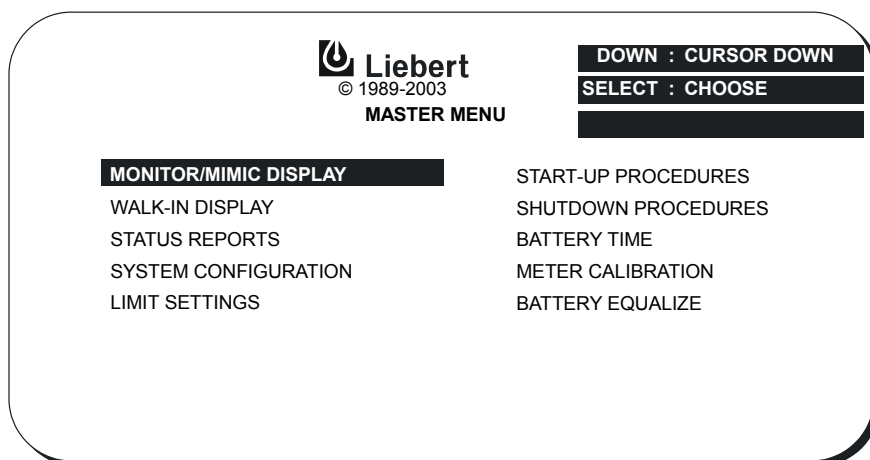 Liebert
© 1989-2003
MASTER MENU
DOWN : CURSOR DOWN
SELECT : CHOOSE
MONITOR/MIMIC DISPLAY
WALK-IN DISPLAY
STATUS REPORTS
SYSTEM CONFIGURATION
LIMIT SETTINGS
START-UP PROCEDURES
SHUTDOWN PROCEDURES
BATTERY TIME
METER CALIBRATION
BATTERY EQUALIZE